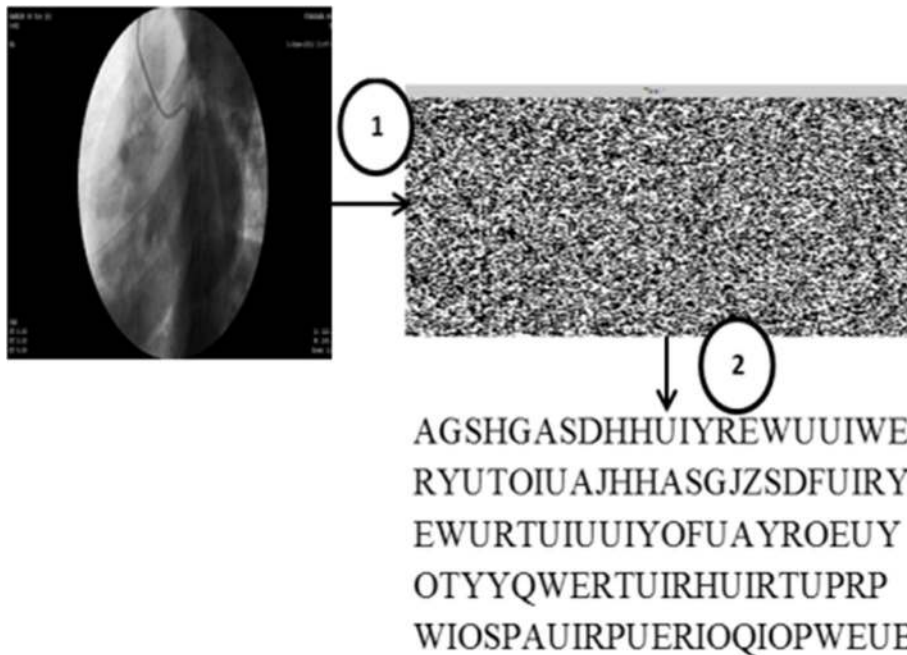 1
2
AGSHGASDHHUIYREWUUIWE
RYUTOIUAJHHASGJZSDFUIRY
EWURTUIUUIYOFUAYROEUY
OTYYQWERTUIRHUIRTUPRP
WIOSPAUIRPUERIOQIOPWEUE